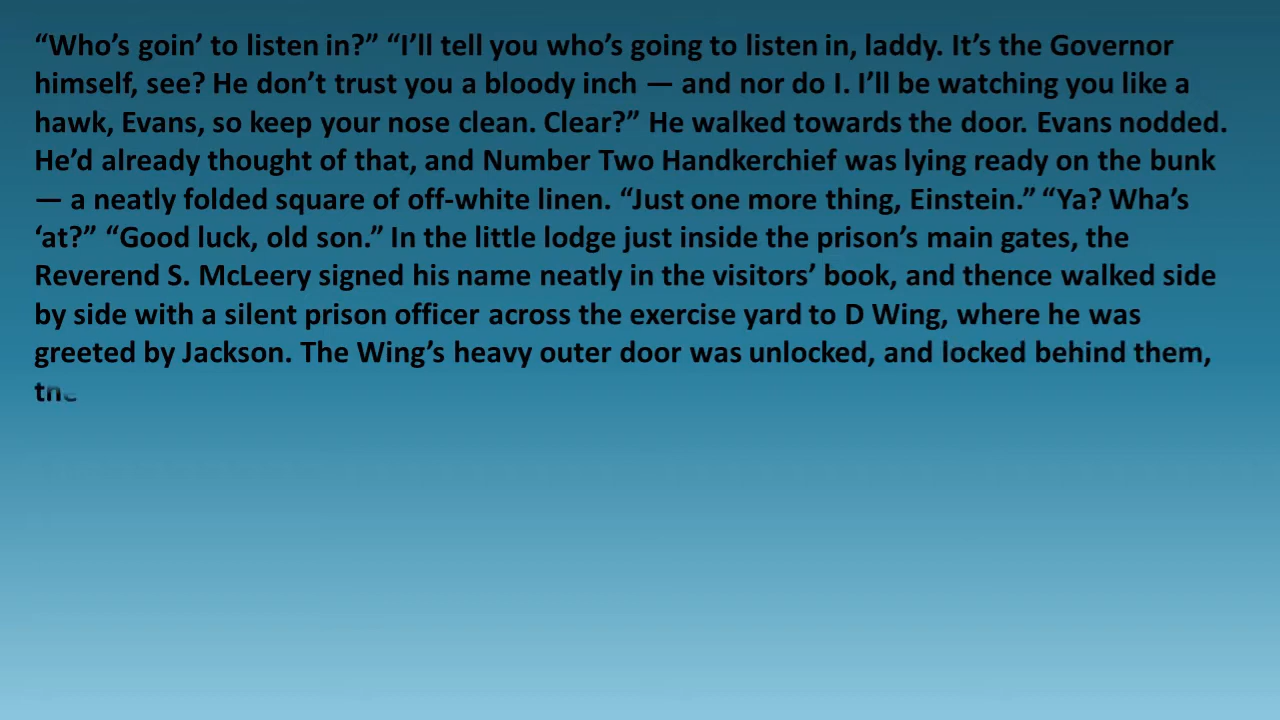 “Who’s goin’ to listen in?” “I’ll tell you who’s going to listen in, laddy. It’s the Governor
himself, see? He don’t trust you a bloody inch — and nor do I. I’ll be watching you like a
hawk, Evans, so keep your nose clean. Clear?” He walked towards the door. Evans nodded.
He’d already thought of that, and Number Two Handkerchief was lying ready on the bunk
— a neatly folded square of off-white linen. “Just one more thing, Einstein.” “Ya? Wha’s
‘at?” “Good luck, old son.” In the little lodge just inside the prison’s main gates, the
Reverend S. McLeery signed his name neatly in the visitors’ book, and thence walked side
by side with a silent prison officer across the exercise yard to D Wing, where he was
greeted by Jackson. The Wing’s heavy outer door was unlocked, and locked behind them,